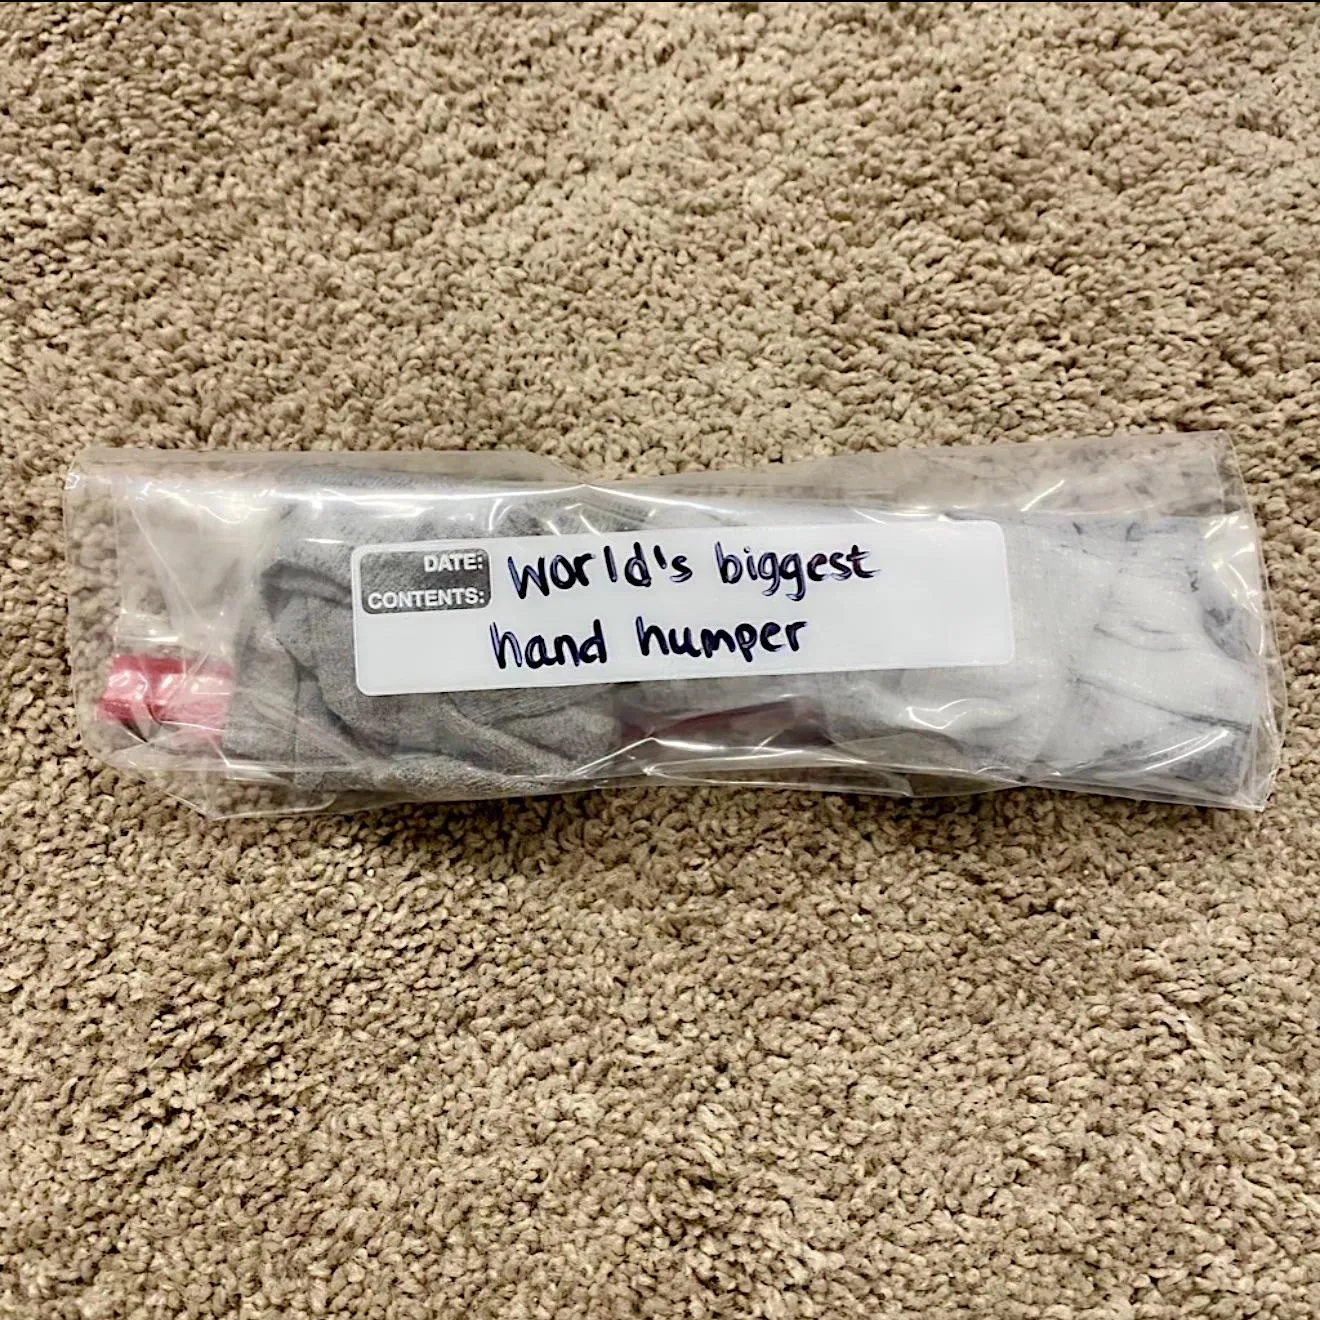 DATE: world's biggest
CONTENTS:
hand humper